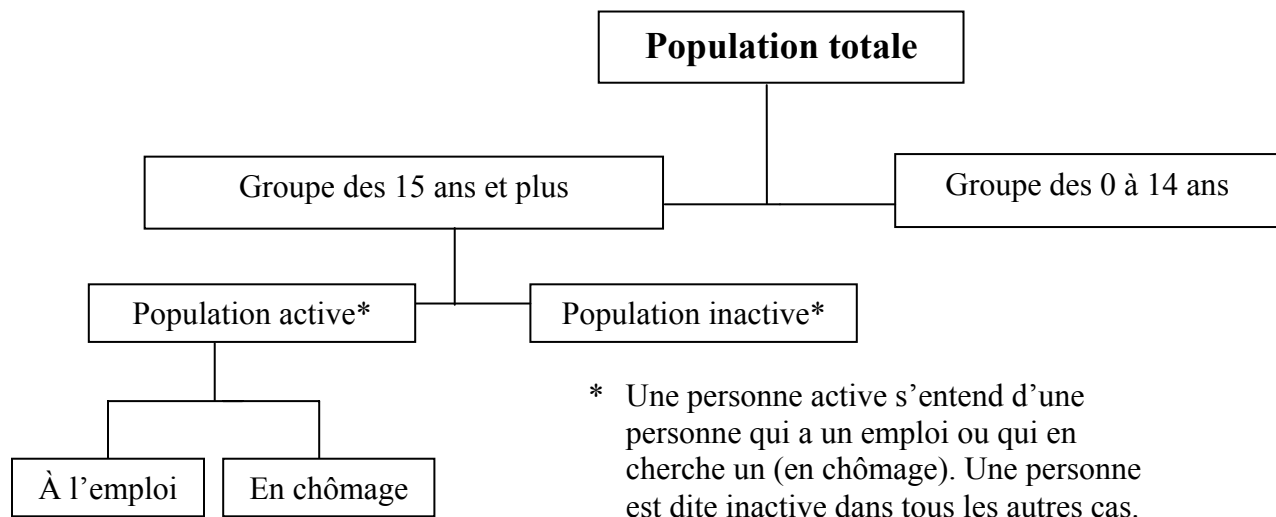 Population totale
Groupe des 15 ans et plus
Groupe des 0 à 14 ans
Population active*
Population inactive*
À l’emploi
En chômage
* Une personne active s’entend d’une
personne qui a un emploi ou qui en
cherche un (en chômage). Une personne
est dite inactive dans tous les autres cas.